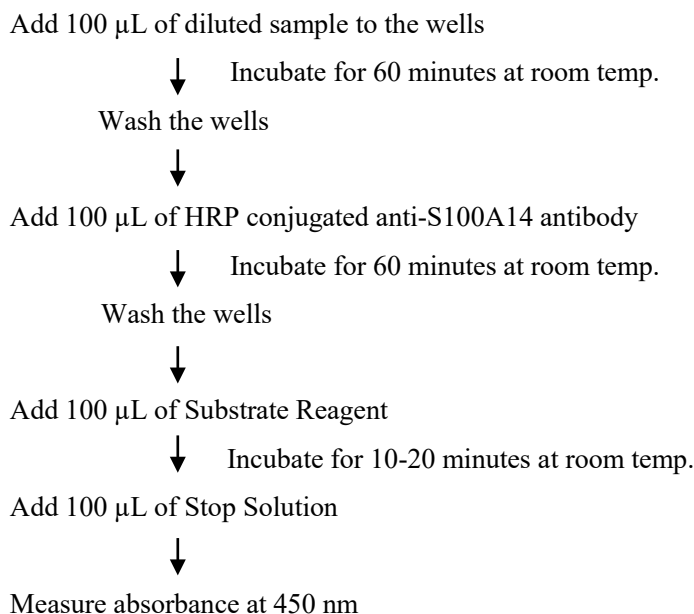 Add 100 µL of diluted sample to the wells
Incubate for 60 minutes at room temp.
Wash the wells
Add 100 µL of HRP conjugated anti-S100A14 antibody
Incubate for 60 minutes at room temp.
Wash the wells
Add 100 µL of Substrate Reagent
Incubate for 10-20 minutes at room temp.
Add 100 µL of Stop Solution
Measure absorbance at 450 nm